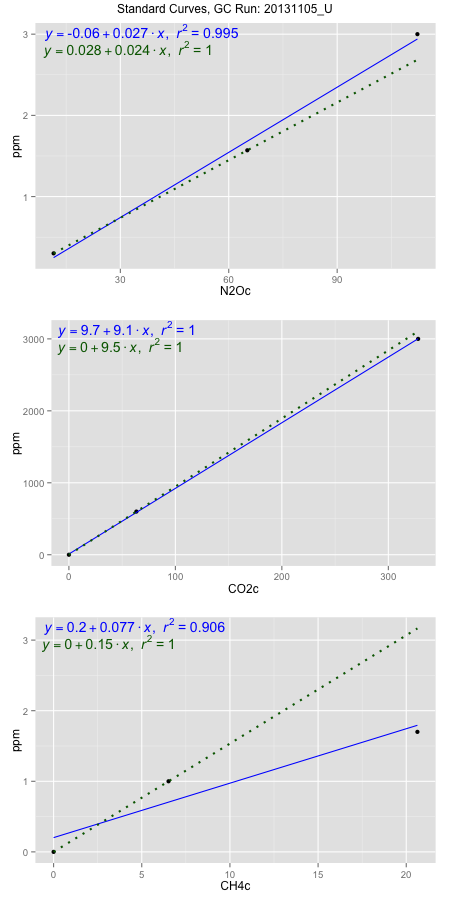 Standard Curves, GC Run: 20131105_U
y = -0.06 + 0.027 · x, r² = 0.995
y = 0.028 + 0.024 · x, r² = 1
3
2
1
ppm
30 60 90
N2Oc
y = 9.7 + 9.1 · x, r² = 1
y = 0 + 9.5 · x, r² = 1
3000
2000
1000
0
ppm
0 100 200 300
CO2c
y = 0.2 + 0.077 · x, r² = 0.906
y = 0 + 0.15 · x, r² = 1
3
2
1
0
ppm
0 5 10 15 20
CH4c